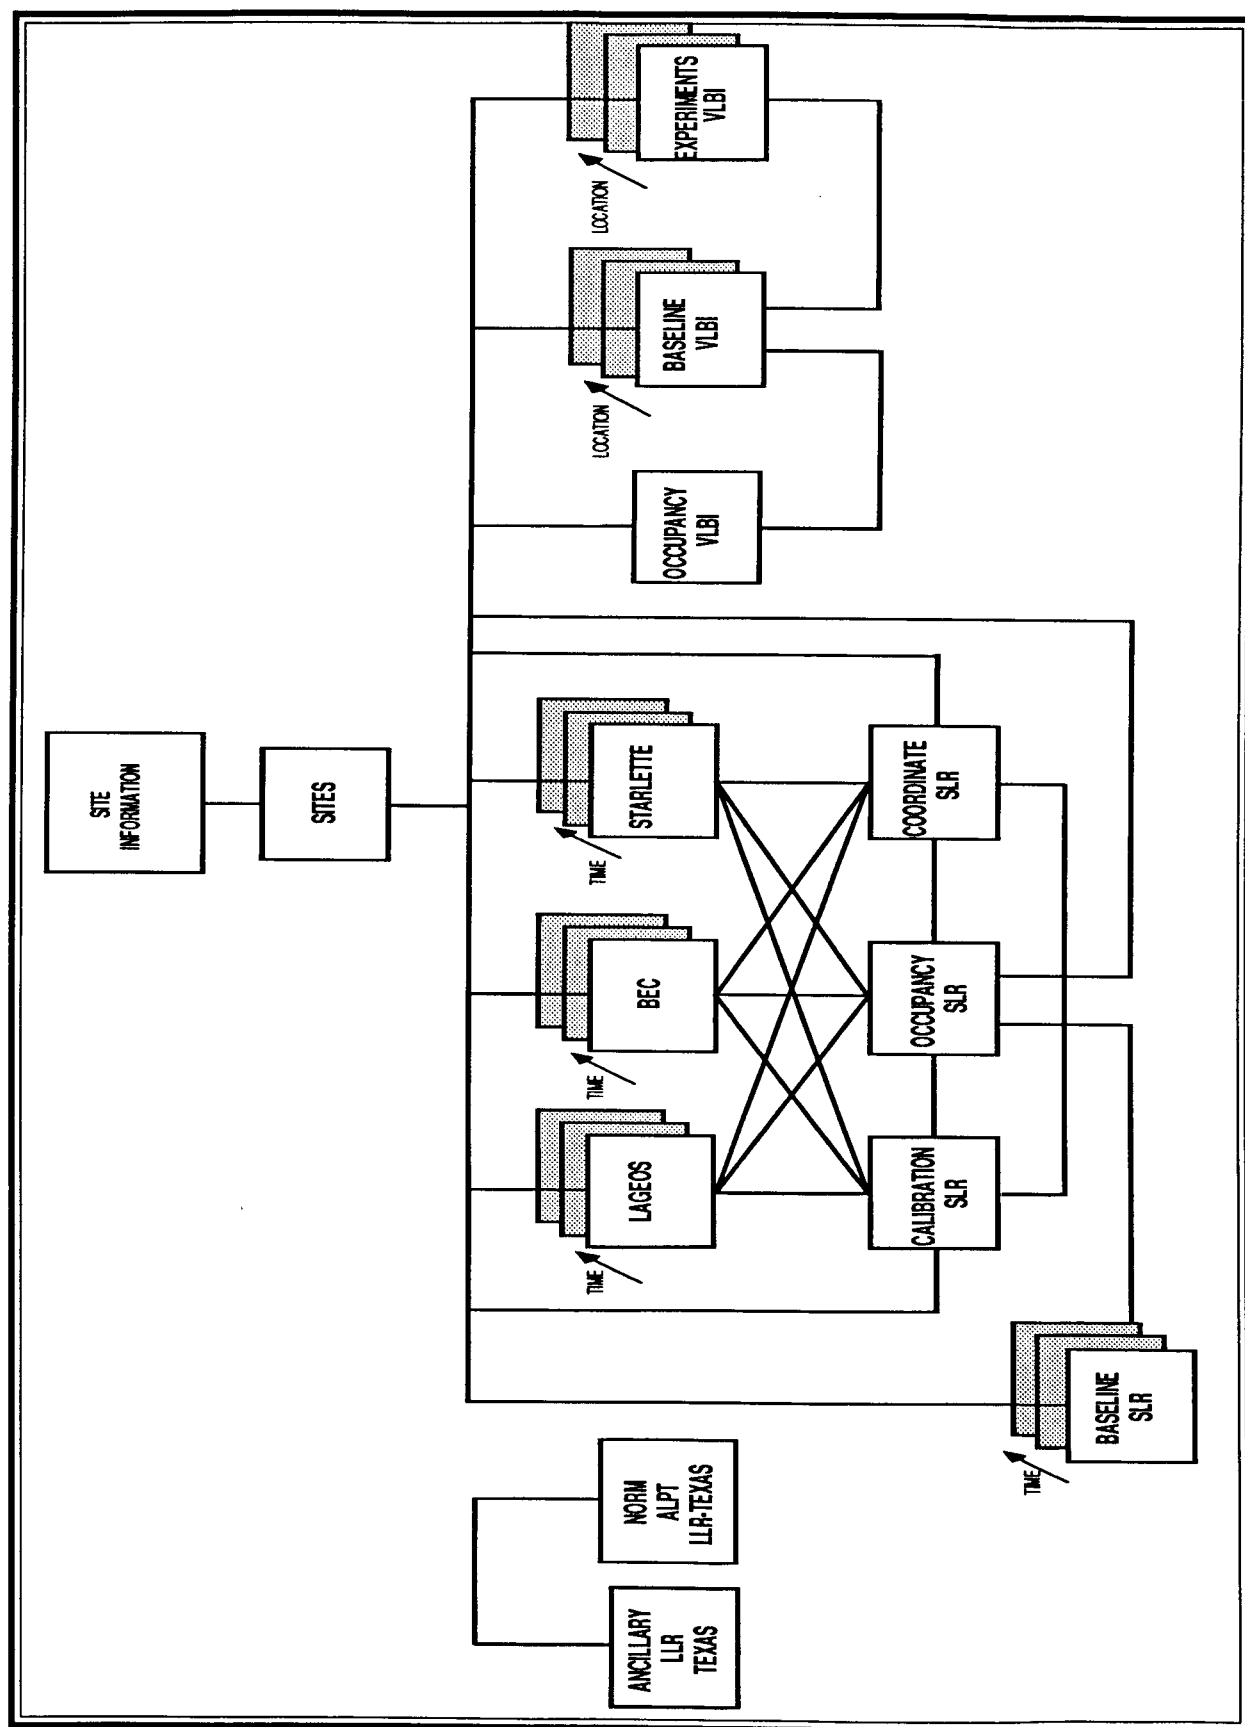 SITE
INFORMATION
SITES
EXPERIMENTS
VLBI
LOCATION
BASELINE
VLBI
LOCATION
OCCUPANCY
VLBI
STARLETTE
TIME
BEC
TIME
LAGEOS
TIME
COORDINATE
SLR
OCCUPANCY
SLR
CALIBRATION
SLR
BASELINE
SLR
TIME
NORM
ALPT
LLR-TEXAS
ANCILLARY
LLR
TEXAS